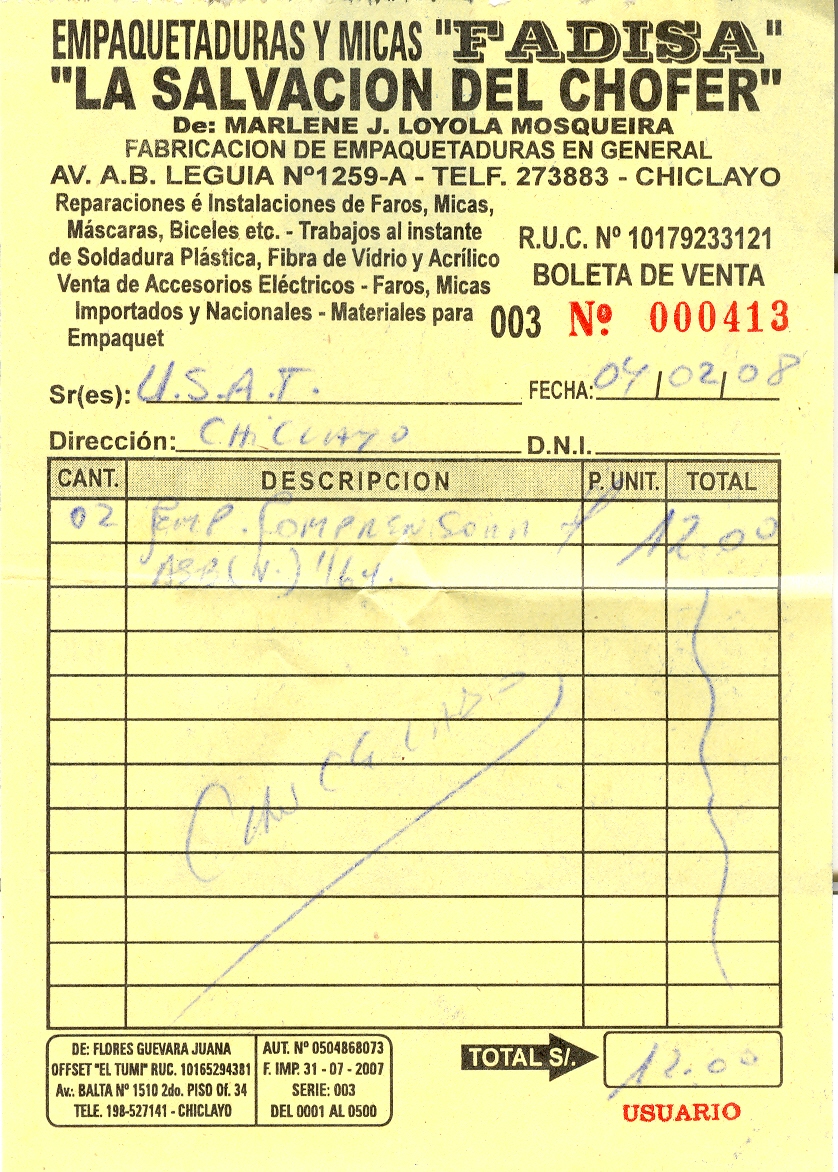 EMPAQUETADURAS Y MICAS "FADISA"
"LA SALVACION DEL CHOFER"
De: MARLENE J. LOYOLA MOSQUEIRA
FABRICACION DE EMPAQUETADURAS EN GENERAL
AV. A.B. LEGUIA Nº1259-A - TELF. 273883 - CHICLAYO
Reparaciones é Instalaciones de Faros, Micas,
Máscaras, Biceles etc. - Trabajos al instante
de Soldadura Plástica, Fibra de Vídrio y Acrílico
Venta de Accesorios Eléctricos - Faros, Micas
Importados y Nacionales - Materiales para
Empaquet
R.U.C. Nº 10179233121
BOLETA DE VENTA
003 Nº 000413
Sr(es): U.S.A.T. FECHA: 04/02/08
Dirección: CHICLAYO D.N.I.
CANT. DESCRIPCION P. UNIT. TOTAL
02 EMP. COMPRENSORA 12.00
1/64.
TOTAL S/. 12.00
USUARIO
DE: FLORES GUEVARA JUANA
OFFSET "EL TUMI" RUC. 10165294381
Av.: BALTA Nº 1510 2do. PISO Of. 34
TELE. 198-527141 - CHICLAYO
AUT. Nº 0504868073
F. IMP. 31 - 07 - 2007
SERIE: 003
DEL 0001 AL 0500